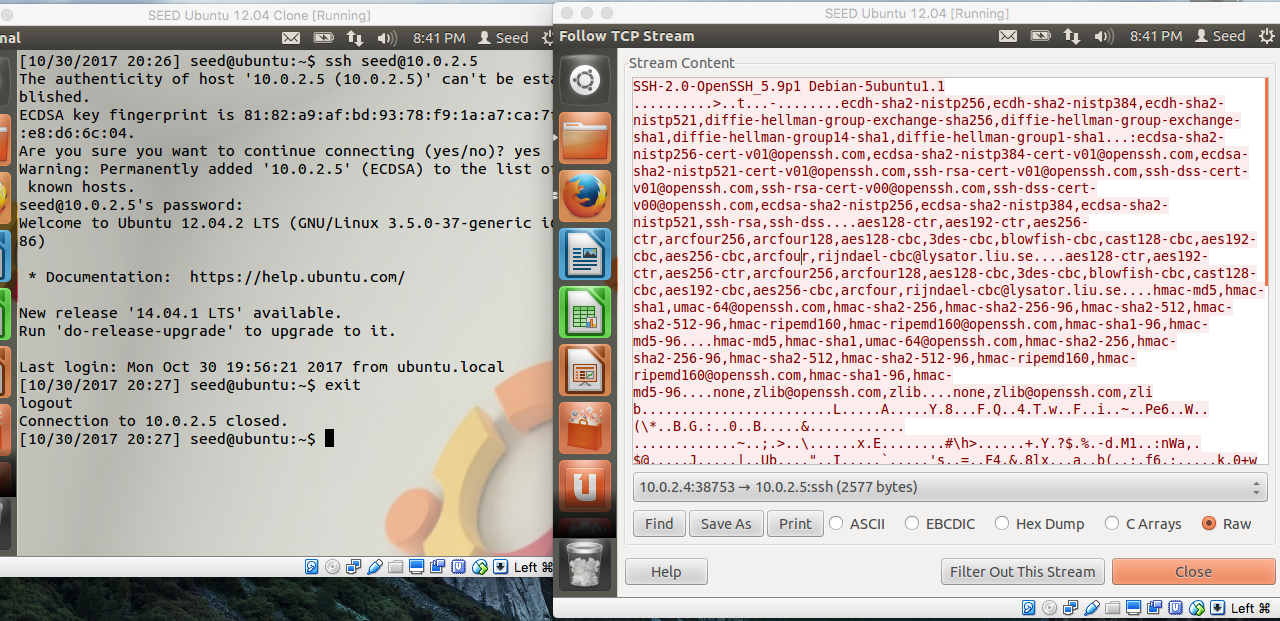 SEED Ubuntu 12.04 Clone [Running]
nal
8:41 PM
Seed
[10/30/2017 20:26] seed@ubuntu:~$ ssh seed@10.0.2.5
The authenticity of host '10.0.2.5 (10.0.2.5)' can't be esta
blished.
ECDSA key fingerprint is 81:82:a9:af:bd:93:78:f9:1a:a7:ca:7f
:e8:d6:6c:04.
Are you sure you want to continue connecting (yes/no)? yes
Warning: Permanently added '10.0.2.5' (ECDSA) to the list of
known hosts.
seed@10.0.2.5's password:
Welcome to Ubuntu 12.04.2 LTS (GNU/Linux 3.5.0-37-generic i
86)
* Documentation:  https://help.ubuntu.com/
New release '14.04.1 LTS' available.
Run 'do-release-upgrade' to upgrade to it.
Last login: Mon Oct 30 19:56:21 2017 from ubuntu.local
[10/30/2017 20:27] seed@ubuntu:~$ exit
logout
Connection to 10.0.2.5 closed.
[10/30/2017 20:27] seed@ubuntu:~$
Left ⌘
SEED Ubuntu 12.04 [Running]
Follow TCP Stream
8:41 PM
Seed
Stream Content
SSH-2.0-OpenSSH_5.9p1 Debian-5ubuntu1.1
..........>..t...-........ecdh-sha2-nistp256,ecdh-sha2-nistp384,ecdh-sha2-
nistp521,diffie-hellman-group-exchange-sha256,diffie-hellman-group-exchange-
sha1,diffie-hellman-group14-sha1,diffie-hellman-group1-sha1...:ecdsa-sha2-
nistp256-cert-v01@openssh.com,ecdsa-sha2-nistp384-cert-v01@openssh.com,ecdsa-
sha2-nistp521-cert-v01@openssh.com,ssh-rsa-cert-v01@openssh.com,ssh-dss-cert-
v01@openssh.com,ssh-rsa-cert-v00@openssh.com,ssh-dss-cert-
v00@openssh.com,ecdsa-sha2-nistp256,ecdsa-sha2-nistp384,ecdsa-sha2-
nistp521,ssh-rsa,ssh-dss....aes128-ctr,aes192-ctr,aes256-
ctr,arcfour256,arcfour128,aes128-cbc,3des-cbc,blowfish-cbc,cast128-cbc,aes192-
cbc,aes256-cbc,arcfour,rijndael-cbc@lysator.liu.se....aes128-ctr,aes192-
ctr,aes256-ctr,arcfour256,arcfour128,aes128-cbc,3des-cbc,blowfish-cbc,cast128-
cbc,aes192-cbc,aes256-cbc,arcfour,rijndael-cbc@lysator.liu.se....hmac-md5,hmac-
sha1,umac-64@openssh.com,hmac-sha2-256,hmac-sha2-256-96,hmac-sha2-512,hmac-
sha2-512-96,hmac-ripemd160,hmac-ripemd160@openssh.com,hmac-sha1-96,hmac-
md5-96....hmac-md5,hmac-sha1,umac-64@openssh.com,hmac-sha2-256,hmac-
sha2-256-96,hmac-sha2-512,hmac-sha2-512-96,hmac-ripemd160,hmac-
ripemd160@openssh.com,hmac-sha1-96,hmac-
md5-96....none,zlib@openssh.com,zlib....none,zlib@openssh.com,zli
b........................L.....A.....Y.8...F.Q..4.T.w..F..i..~..Pe6..W..
(\*..B.G.:..0..B.....&............
.............~..;.>..\......x.E........#\h>......+.Y.?$.%.-d.M1..:nWa,.
10.0.2.4:38753 → 10.0.2.5:ssh (2577 bytes)
Find
Save As
Print
ASCII
EBCDIC
Hex Dump
C Arrays
Raw
Help
Filter Out This Stream
Close
Left ⌘